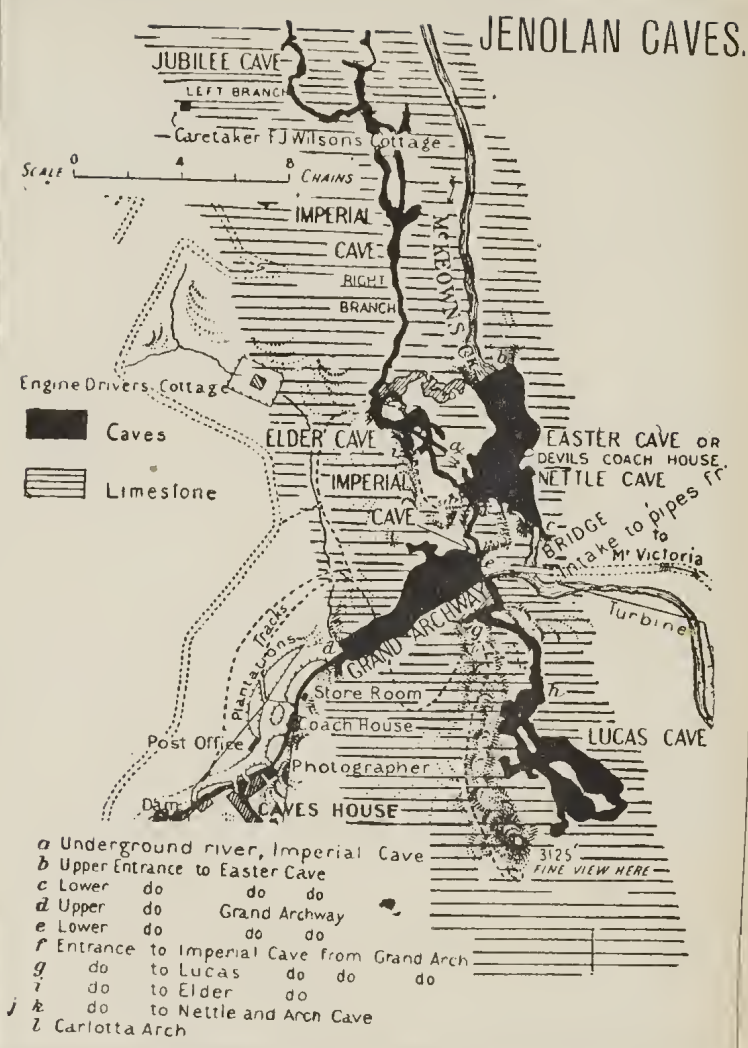 JENOLAN CAVES.
JUBILEE CAVE
LEFT BRANCH
Caretaker F J Wilsons Cottage
SCALE 0 4 8 CHAINS
IMPERIAL
CAVE
RIGHT
BRANCH
McKEOWNS CK
b
Engine Drivers Cottage
Caves
Limestone
ELDER CAVE
a
i
EASTER CAVE OR
DEVILS COACH HOUSE
NETTLE CAVE
IMPERIAL
CAVE
c
BRIDGE
Intake to pipes fr.
to
Mt Victoria
Turbine
GRAND ARCHWAY
d
g
h
Tracks
Plantations
Store Room
Coach House
Post Office
Photographer
LUCAS CAVE
Dam
CAVES HOUSE
3125'
FINE VIEW HERE
a Underground river, Imperial Cave
b Upper Entrance to Easter Cave
c Lower do do do
d Upper do Grand Archway
e Lower do do do
f Entrance to Imperial Cave from Grand Arch
g do to Lucas do do do
i do to Elder do
j k do to Nettle and Arch Cave
l Carlotta Arch